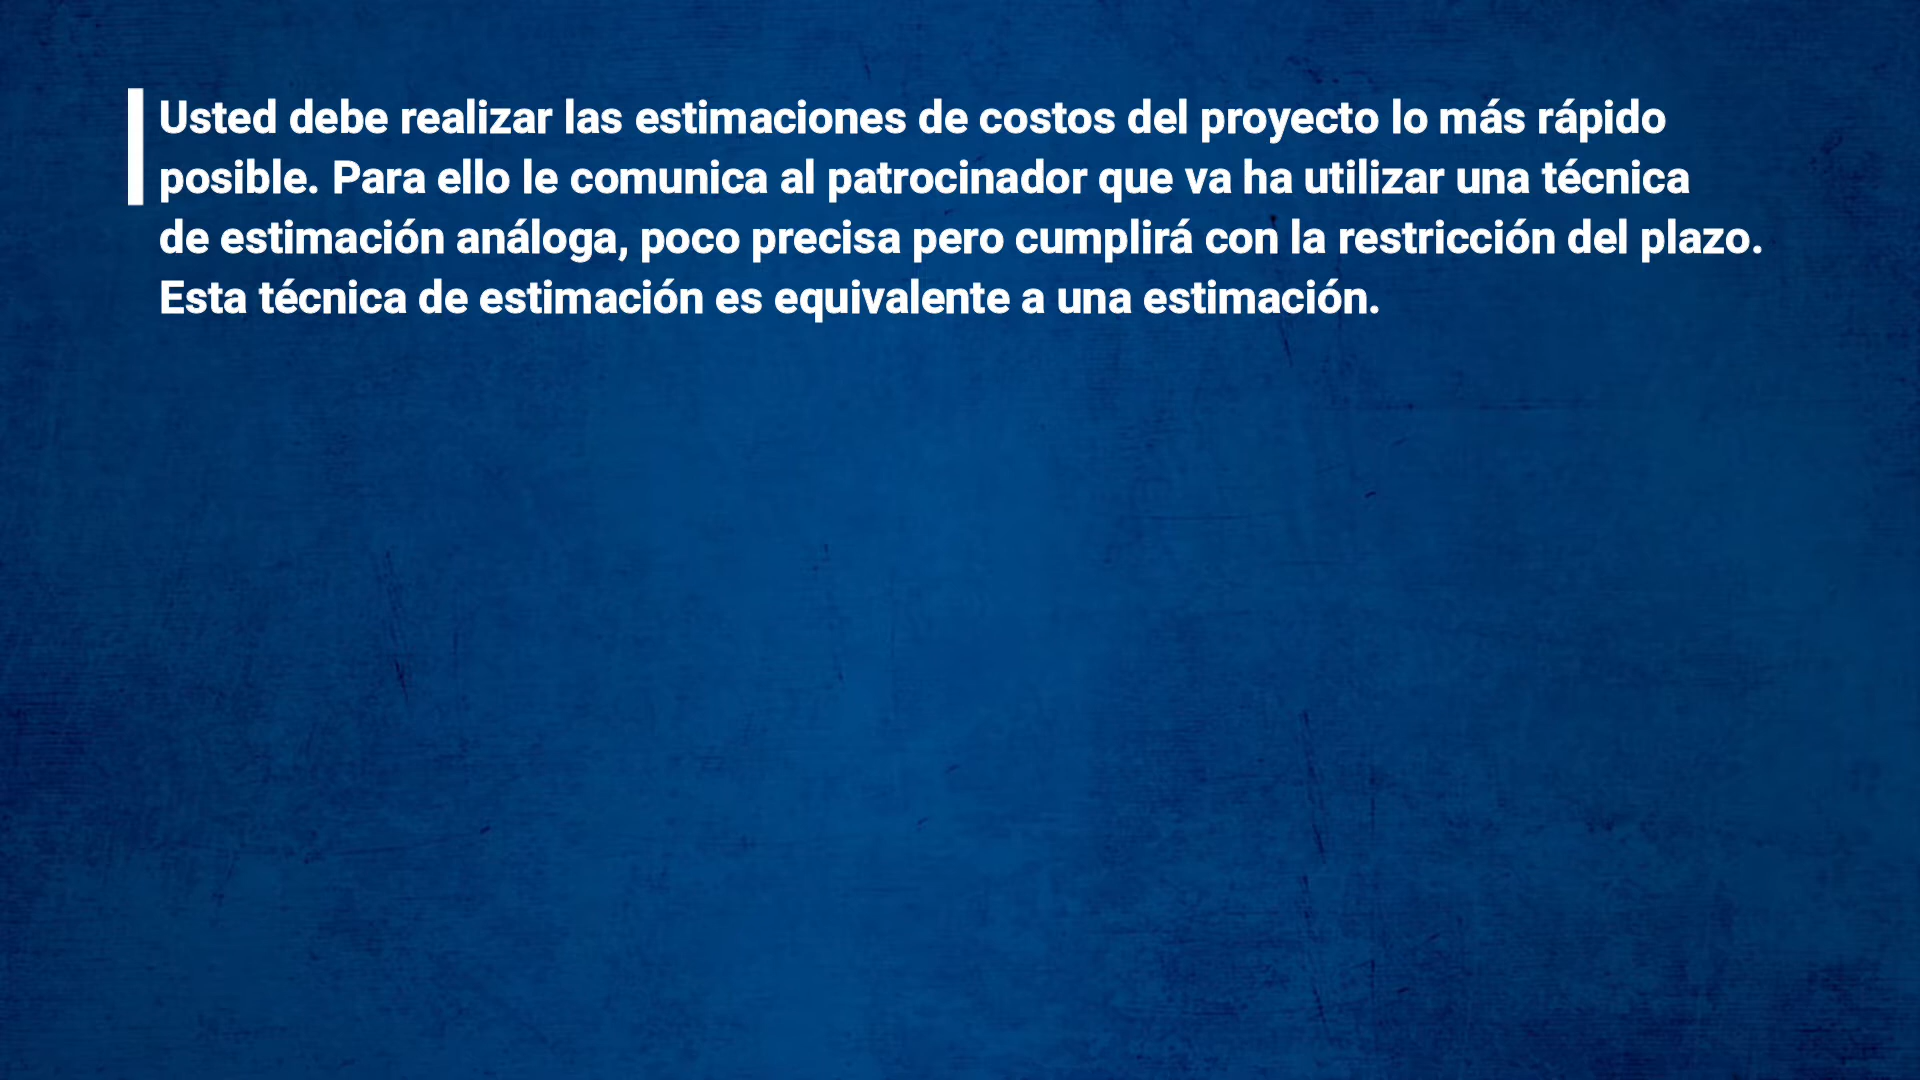 Usted debe realizar las estimaciones de costos del proyecto lo más rápido
posible. Para ello le comunica al patrocinador que va ha utilizar una técnica
de estimación análoga, poco precisa pero cumplirá con la restricción del plazo.
Esta técnica de estimación es equivalente a una estimación.